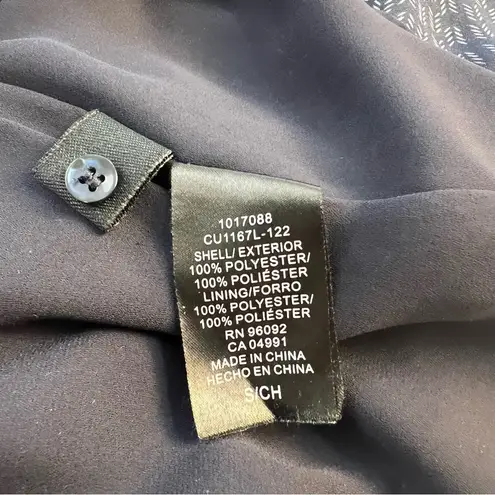 1017088
CU1167L-122
SHELL/ EXTERIOR
100% POLYESTER/
100% POLIÉSTER
LINING/FORRO
100% POLYESTER/
100% POLIÉSTER
RN 96092
CA 04991
MADE IN CHINA
HECHO EN CHINA
S/CH